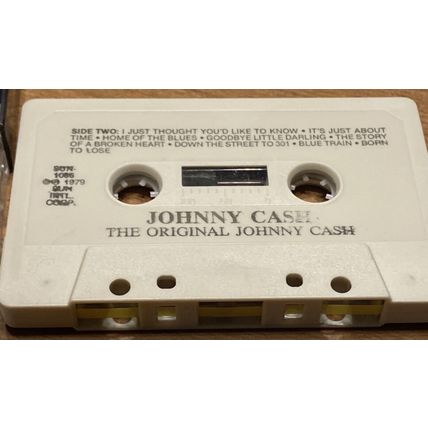 SIDE TWO: I JUST THOUGHT YOU'D LIKE TO KNOW • IT'S JUST ABOUT
TIME • HOME OF THE BLUES • GOODBYE LITTLE DARLING • THE STORY
OF A BROKEN HEART • DOWN THE STREET TO 301 • BLUE TRAIN • BORN
TO LOSE
SUN-
1986
℗© 1979
SUN
INTL.
CORP.
JOHNNY CASH
THE ORIGINAL JOHNNY CASH